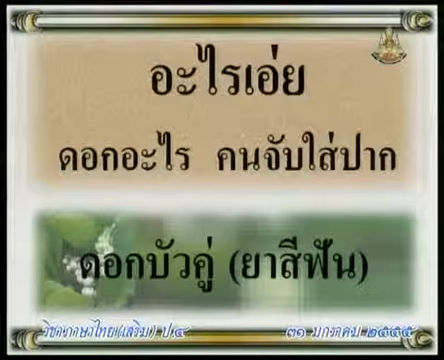 อะไรเอ่ย
ดอกอะไร คนจับใส่ปาก
ดอกบัวคู่ (ยาสีฟัน)
วิชาภาษาไทย(เสริม) ป.๔
๓๑ มกราคม ๒๕๕๕